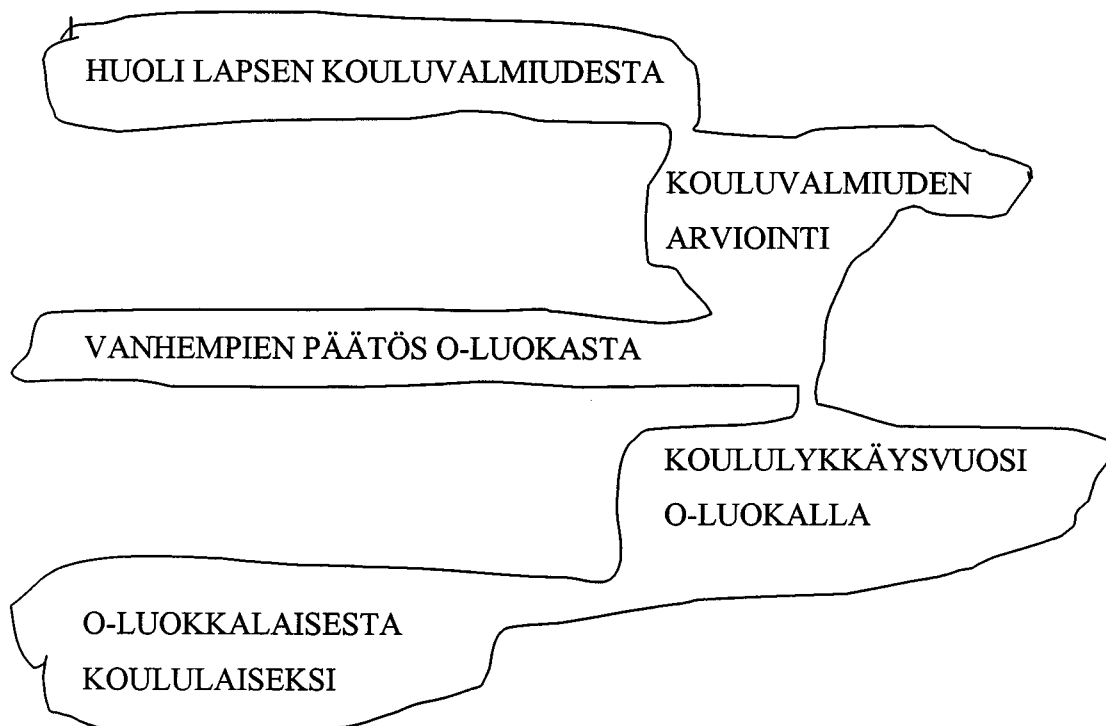 HUOLI LAPSEN KOULUVALMIUDESTA
KOULUVALMIUDEN
ARVIOINTI
VANHEMPIEN PÄÄTÖS O-LUOKASTA
KOULULYKKÄYSVUOSI
O-LUOKALLA
O-LUOKKALAISESTA
KOULULAISEKSI